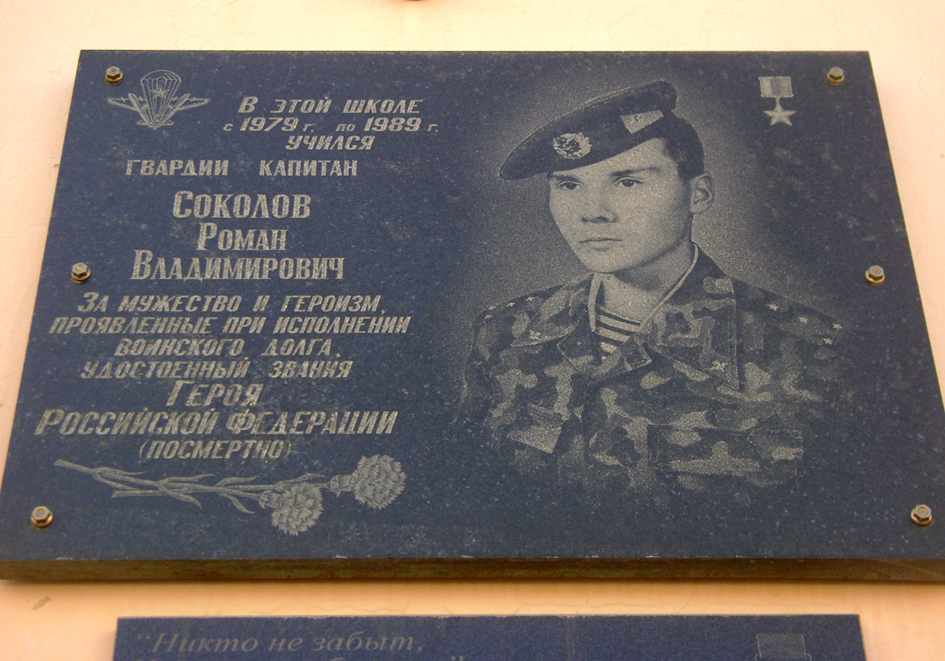 В этой школе
с 1979 г. по 1989 г.
учился
гвардии капитан
Соколов
Роман
Владимирович
За мужество и героизм,
проявленные при исполнении
воинского долга,
удостоенный звания
Героя
Российской Федерации
(посмертно)
"Никто не забыт,